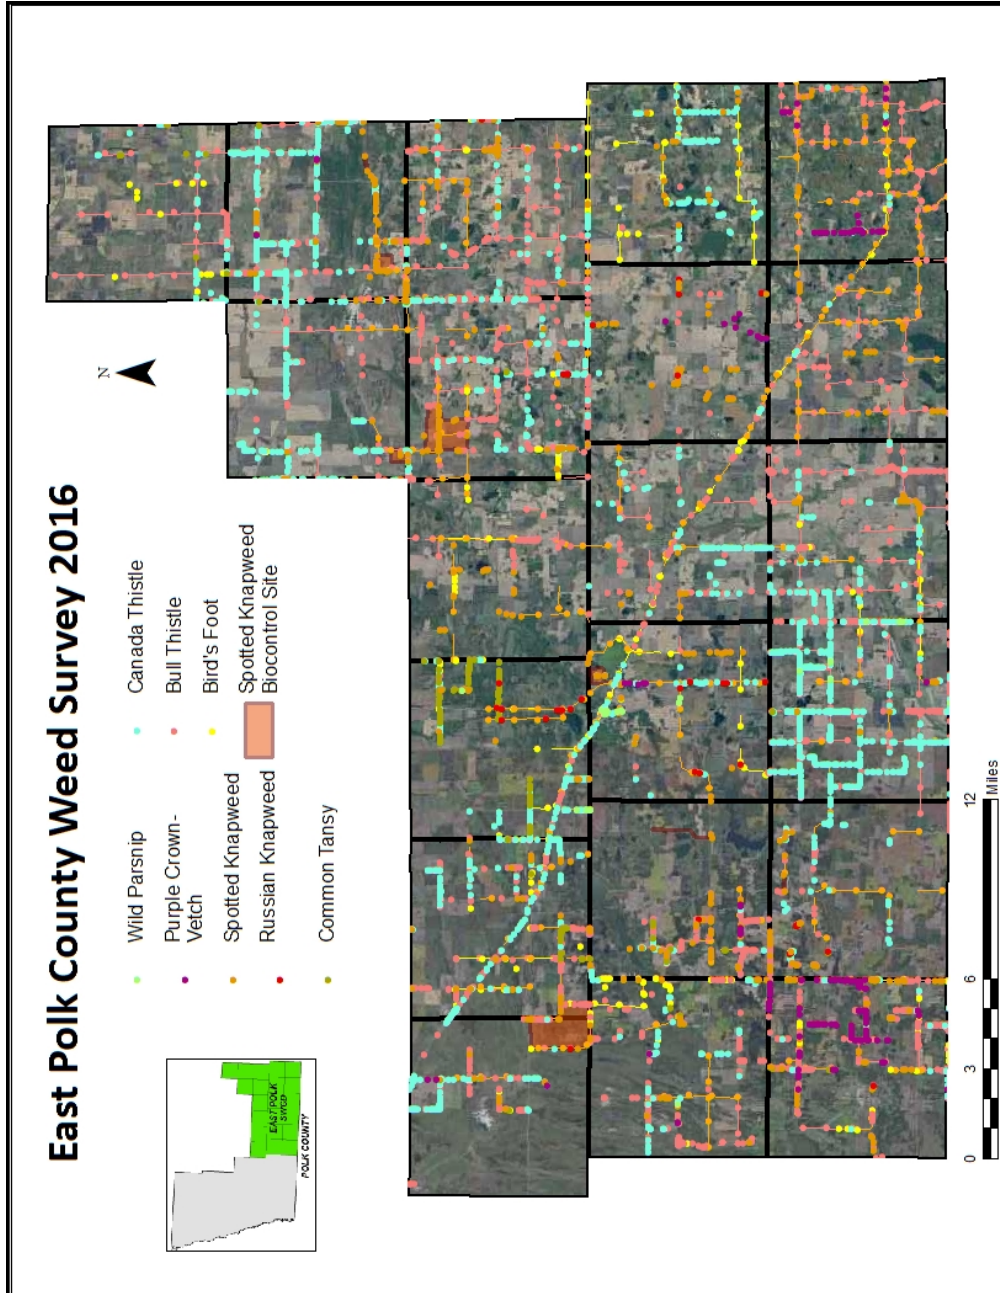 East Polk County Weed Survey 2016
EAST POLK
SWCD
POLK COUNTY
Wild Parsnip
Purple Crown-
Vetch
Spotted Knapweed
Russian Knapweed
Common Tansy
Canada Thistle
Bull Thistle
Bird's Foot
Spotted Knapweed
Biocontrol Site
N
0 3 6 12
Miles